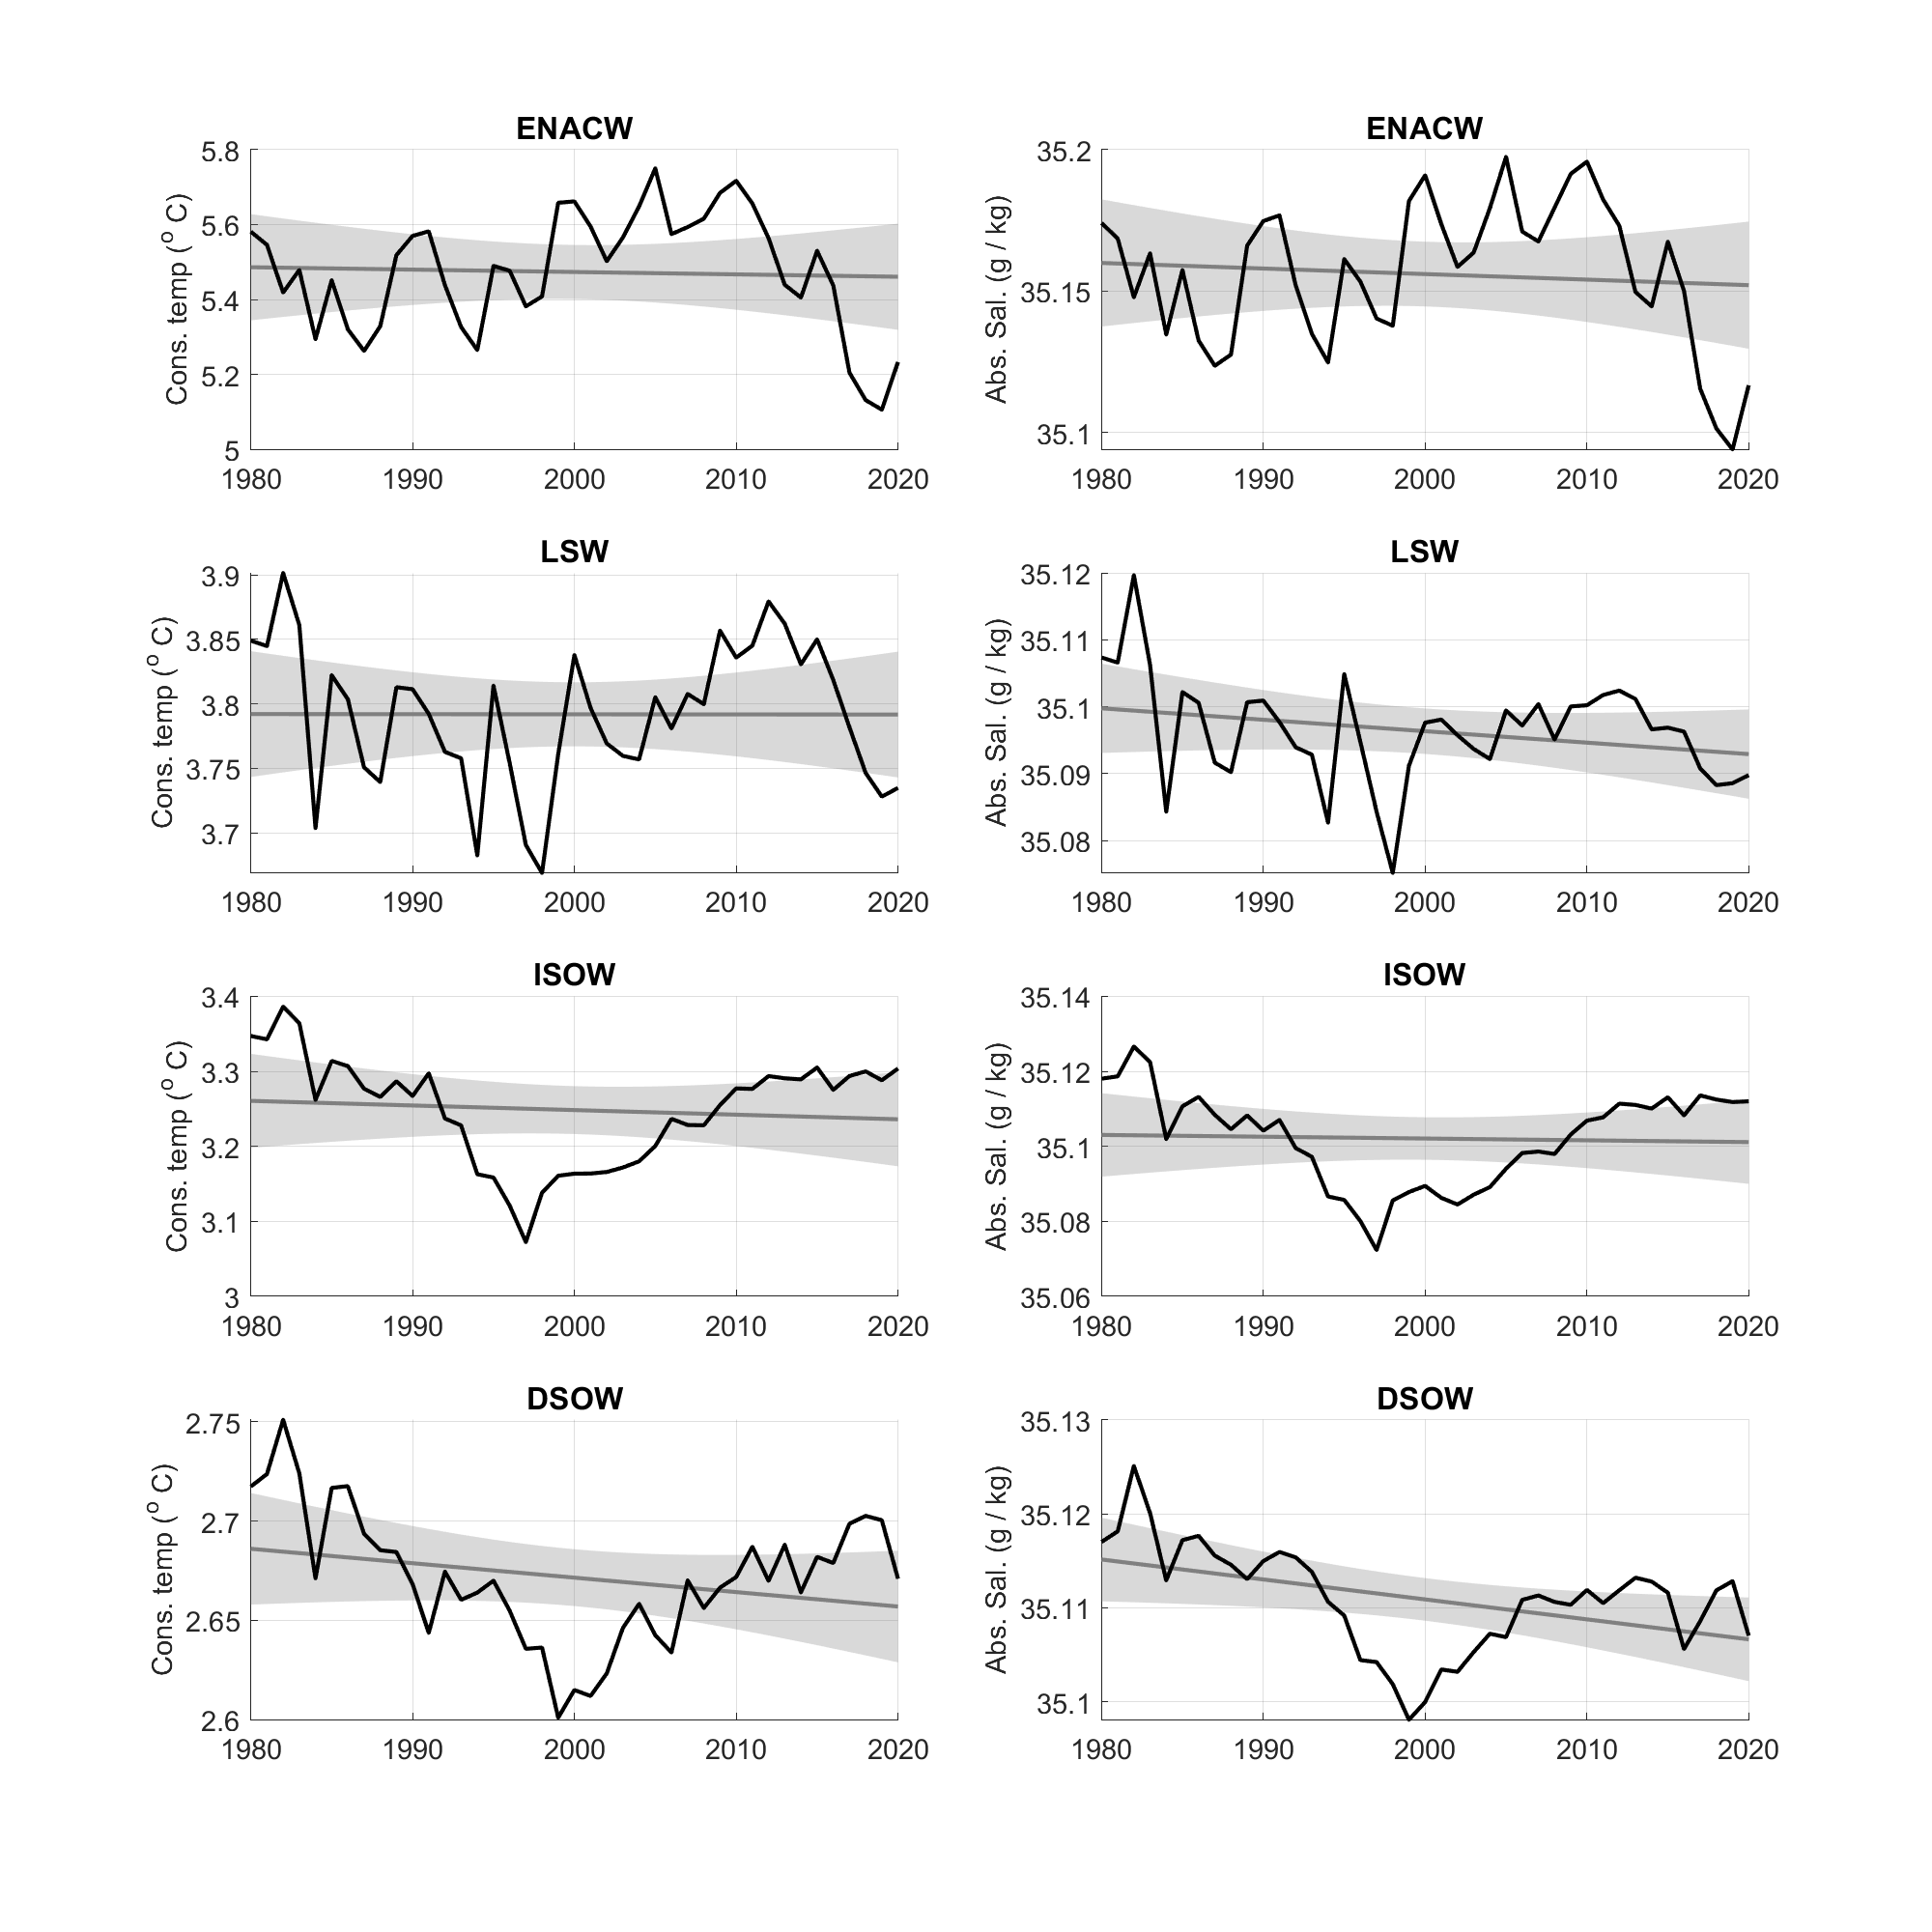 ENACW
5.8
5.6
5.4
5.2
5
Cons. temp (° C)
1980 1990 2000 2010 2020
ENACW
35.2
35.15
35.1
Abs. Sal. (g / kg)
1980 1990 2000 2010 2020
LSW
3.9
3.85
3.8
3.75
3.7
Cons. temp (° C)
1980 1990 2000 2010 2020
LSW
35.12
35.11
35.1
35.09
35.08
Abs. Sal. (g / kg)
1980 1990 2000 2010 2020
ISOW
3.4
3.3
3.2
3.1
3
Cons. temp (° C)
1980 1990 2000 2010 2020
ISOW
35.14
35.12
35.1
35.08
35.06
Abs. Sal. (g / kg)
1980 1990 2000 2010 2020
DSOW
2.75
2.7
2.65
2.6
Cons. temp (° C)
1980 1990 2000 2010 2020
DSOW
35.13
35.12
35.11
35.1
Abs. Sal. (g / kg)
1980 1990 2000 2010 2020